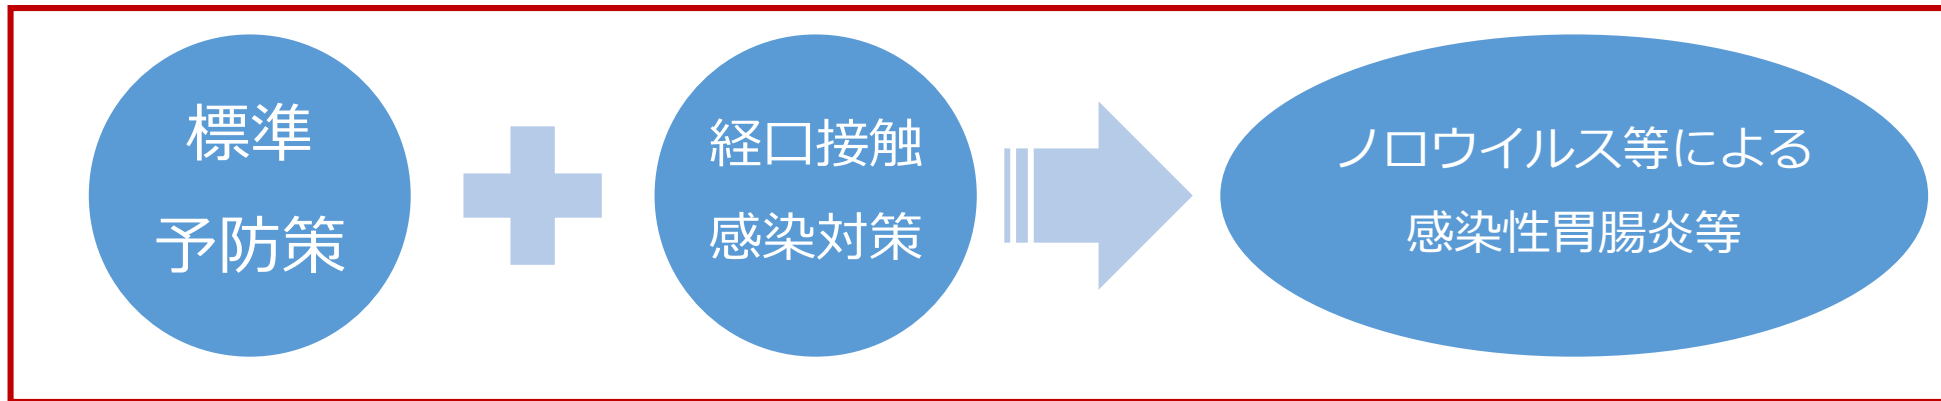 標準
予防策
経口接触
感染対策
ノロウイルス等による
感染性胃腸炎等